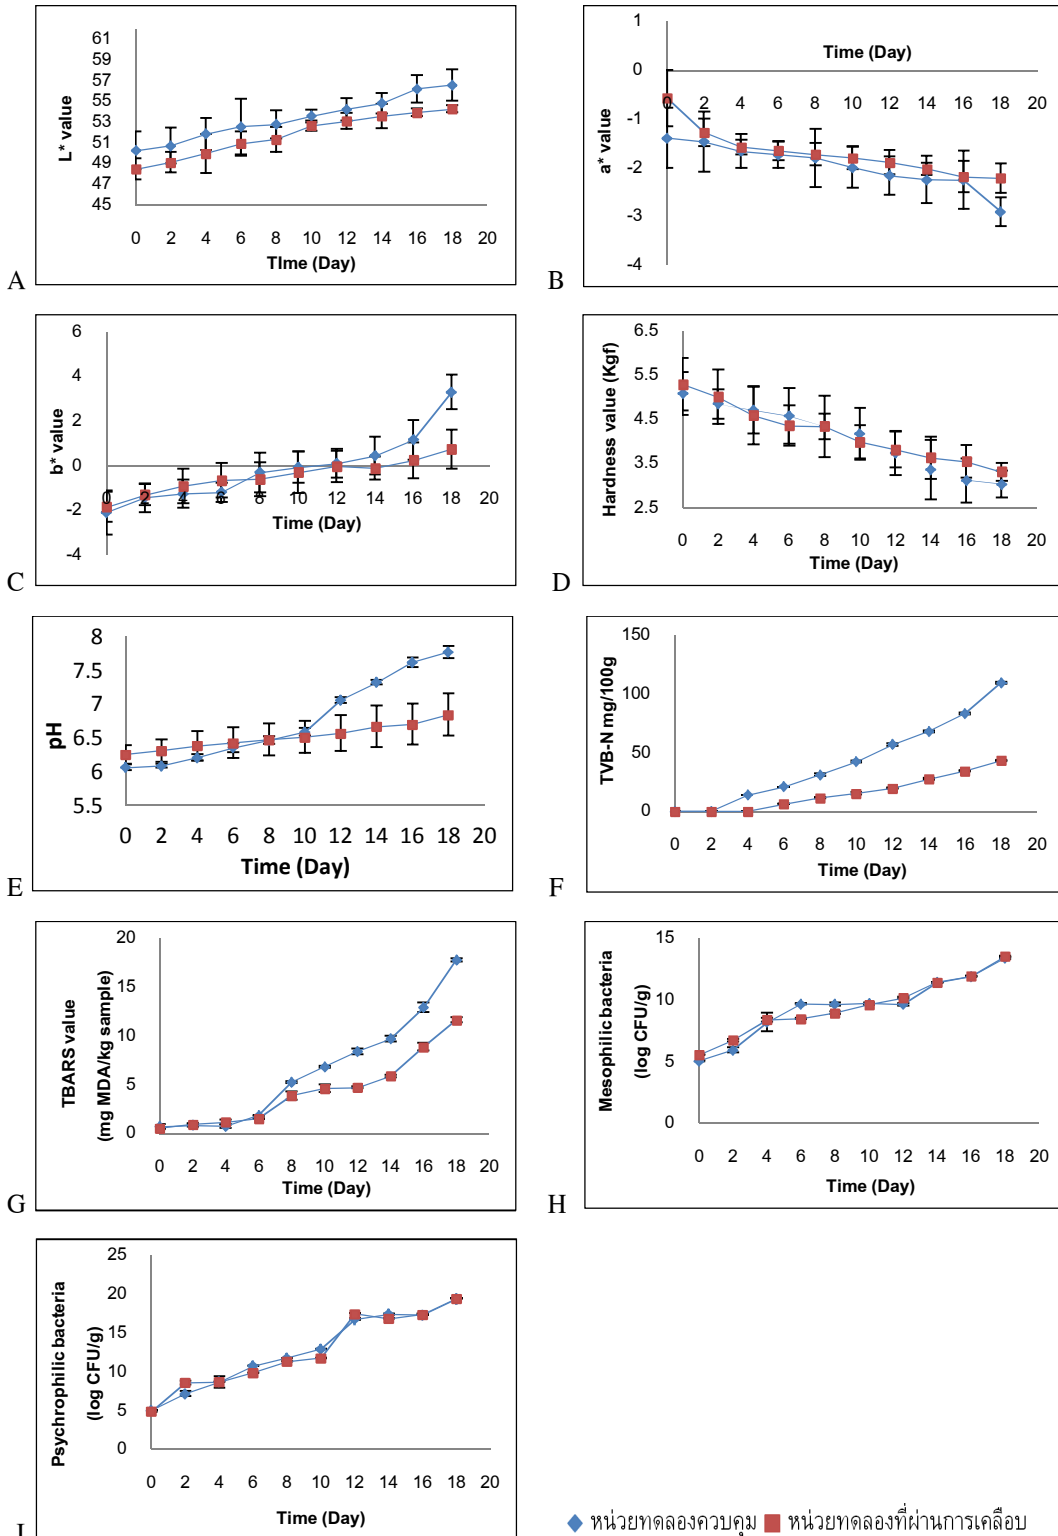 61
59
57
55
53
51
49
47
45
L* value
0 2 4 6 8 10 12 14 16 18 20
TIme (Day)
A
1
0
-1
-2
-3
-4
a* value
Time (Day)
0 2 4 6 8 10 12 14 16 18 20
B
6
4
2
0
-2
-4
b* value
0 2 4 6 8 10 12 14 16 18 20
Time (Day)
C
6.5
5.5
4.5
3.5
2.5
Hardness value (Kgf)
0 2 4 6 8 10 12 14 16 18 20
Time (Day)
D
8
7.5
7
6.5
6
5.5
pH
0 2 4 6 8 10 12 14 16 18 20
Time (Day)
E
150
100
50
0
TVB-N mg/100g
0 2 4 6 8 10 12 14 16 18 20
Time (Day)
F
20
15
10
5
0
TBARS value
(mg MDA/kg sample)
0 2 4 6 8 10 12 14 16 18 20
Time (Day)
G
15
10
5
0
Mesophilic bacteria
(log CFU/g)
0 2 4 6 8 10 12 14 16 18 20
Time (Day)
H
25
20
15
10
5
0
Psychrophilic bacteria
(log CFU/g)
0 2 4 6 8 10 12 14 16 18 20
Time (Day)
หน่วยทดลองควบคุม หน่วยทดลองที่ผ่านการเคลือบ